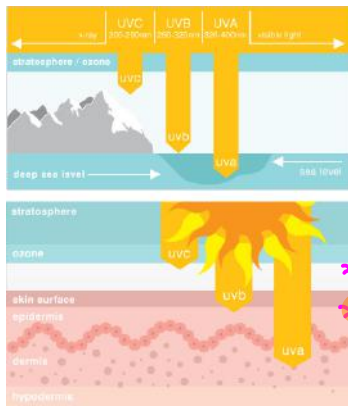 UVC UVB UVA
x-ray 200-280nm 280-320nm 320-400nm visible light
stratosphere / ozone
uvc
uvb
uva
deep sea level
sea level
stratosphere
ozone
uvc
skin surface
uvb
epidermis
uva
dermis
hypodermis